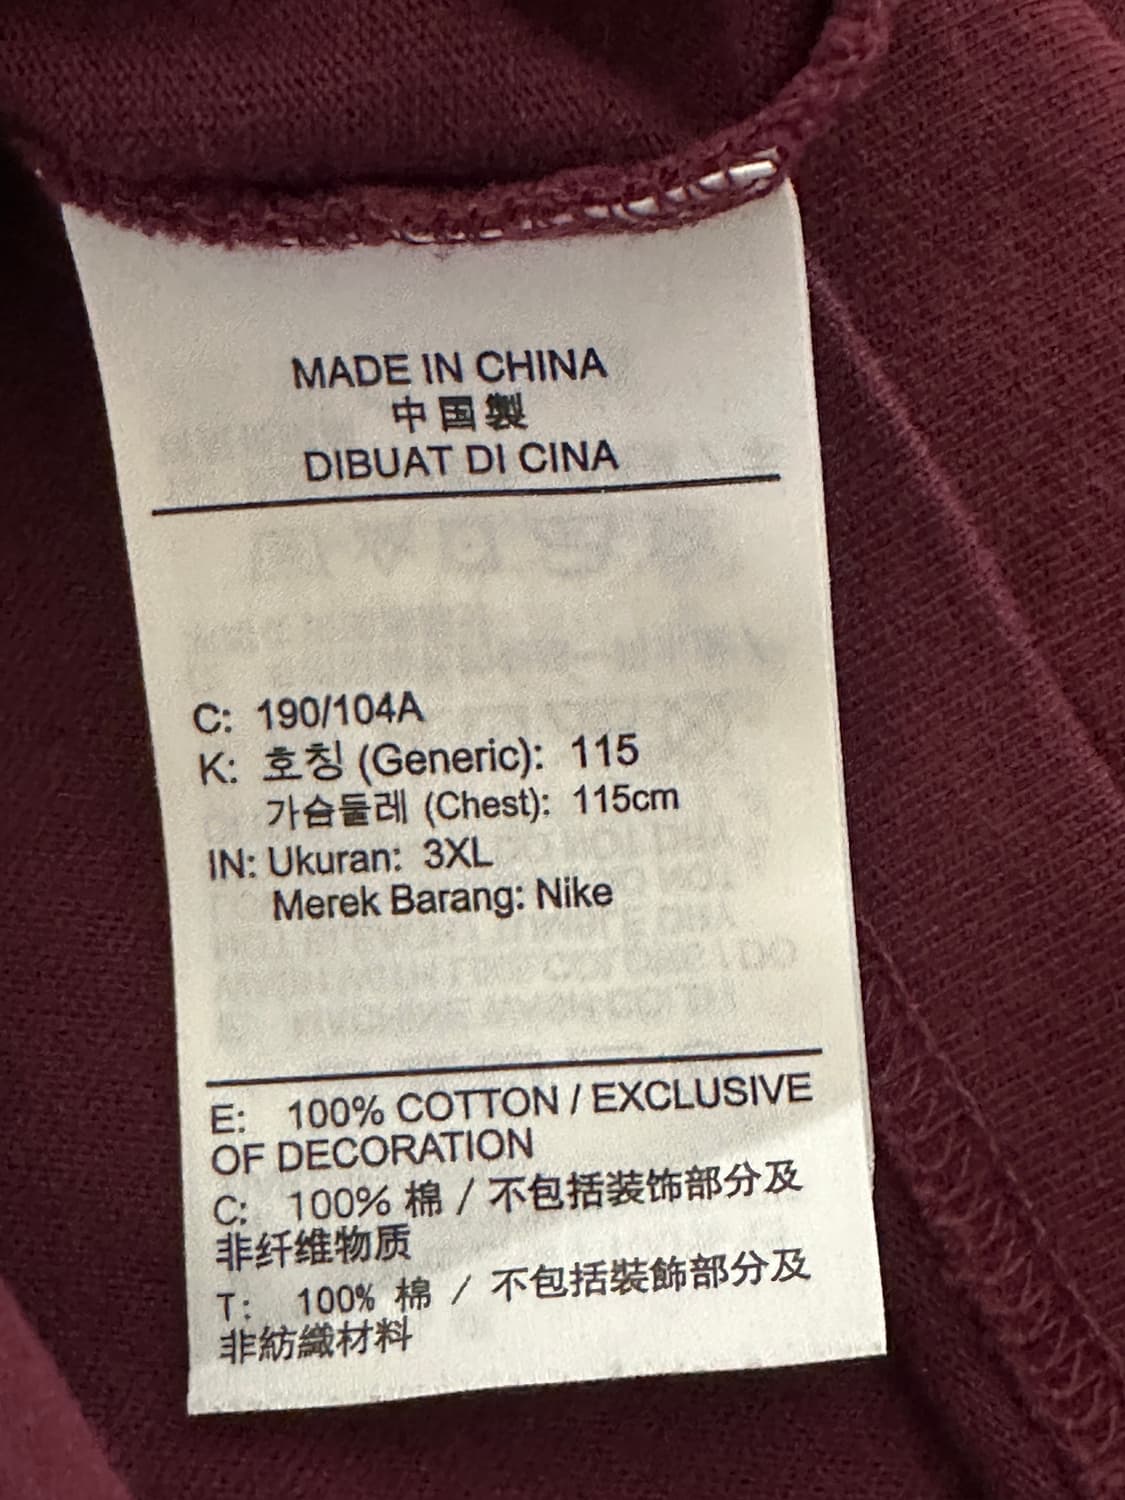 MADE IN CHINA
中国製
DIBUAT DI CINA
C: 190/104A
K: 호칭 (Generic): 115
가슴둘레 (Chest): 115cm
IN: Ukuran: 3XL
Merek Barang: Nike
E: 100% COTTON / EXCLUSIVE
OF DECORATION
C: 100% 棉 / 不包括装饰部分及
非纤维物质
T: 100% 棉 / 不包括裝飾部分及
非紡織材料